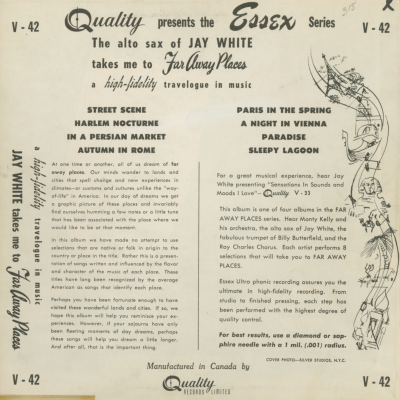 V - 42
Quality presents the Essex Series
V - 42
The alto sax of JAY WHITE
takes me to Far Away Places
a high-fidelity travelogue in music
STREET SCENE
HARLEM NOCTURNE
IN A PERSIAN MARKET
AUTUMN IN ROME
PARIS IN THE SPRING
A NIGHT IN VIENNA
PARADISE
SLEEPY LAGOON
a high-fidelity travelogue in music
JAY WHITE takes me to Far Away Places
At one time or another, all of us dream of far
away places. Our minds wander to lands and
cities that spell intrigue and new experiences in
climates—or customs and cultures unlike the "way-
of-life" in America. In our day of dreams we get
a graphic picture of these places and invariably
find ourselves humming a few notes or a little tune
that has been associated with the place where we
would like to be at that moment.
In this album we have made no attempt to use
selections that are native or folk in origin to the
country or place in the title. Rather this is a presen-
tation of songs written and influenced by the flavor
and character of the music of each place. These
titles have long been recognized by the average
American as songs that identify each place.
Perhaps you have been fortunate enough to have
visited these wonderful lands and cities. If so, we
hope this album will help you reminisce your ex-
periences. However, if your sojourns have only
been fleeting moments of day dreams, perhaps
these songs will help you dream a little longer.
And after all, that is the important thing.
For a great musical experience, hear Jay
White presenting "Sensations In Sounds and
Moods I Love"—Quality V - 23
This album is one of four albums in the FAR
AWAY PLACES series. Hear Monty Kelly and
his orchestra, the alto sax of Jay White, the
fabulous trumpet of Billy Butterfield, and the
Ray Charles Chorus. Each artist performs 8
selections that will take you to FAR AWAY
PLACES.
Essex Ultra phonic recording assures you the
ultimate in high-fidelity recording. From
studio to finished pressing, each step has
been performed with the highest degree of
quality control.
For best results, use a diamond or sap-
phire needle with a 1 mil. (.001) radius.
COVER PHOTO—SILVER STUDIOS, N.Y.C.
Manufactured in Canada by
V - 42
Quality
RECORDS LIMITED
V - 42